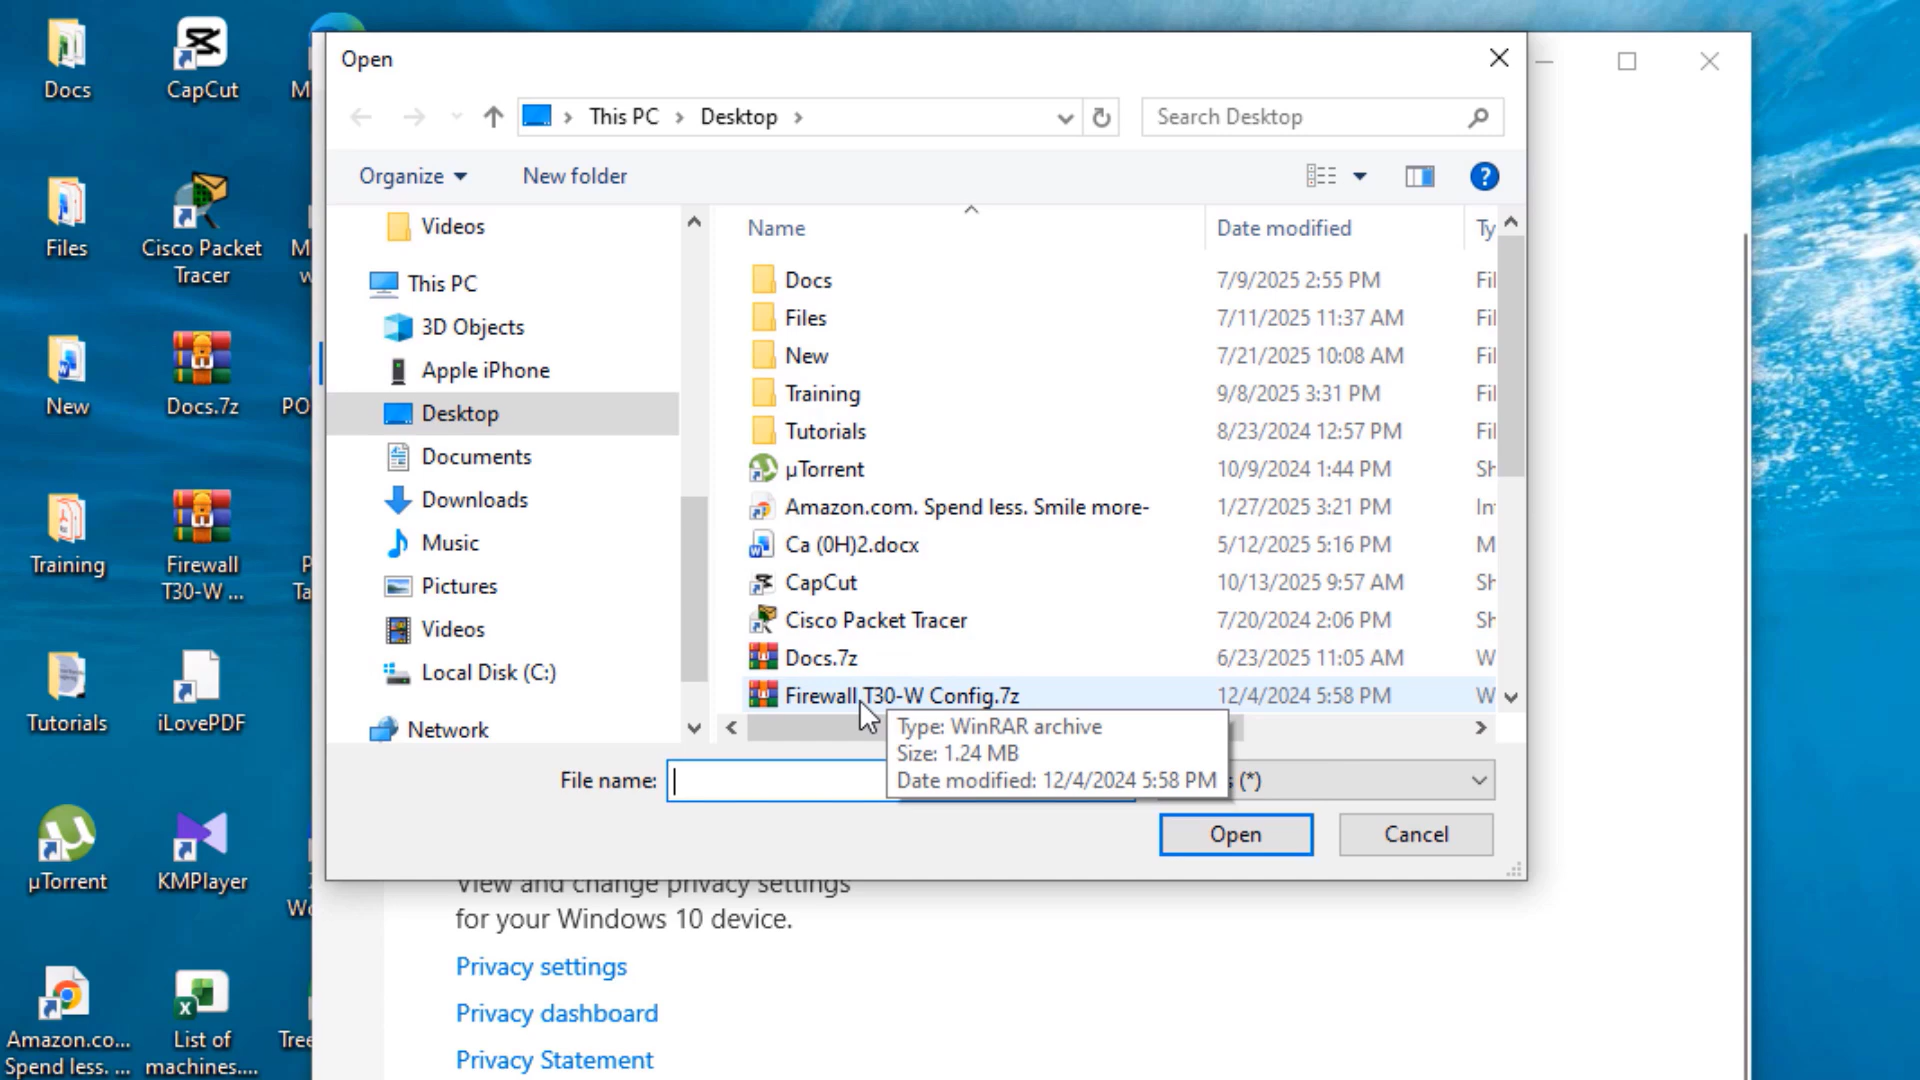 Docs
CapCut
Files
Cisco Packet
Tracer
New
Docs.7z
Training
Firewall
T30-W ...
Tutorials
iLovePDF
µTorrent
KMPlayer
Amazon.co...
Spend less. ...
List of
machines....
Open
This PC
Desktop
Search Desktop
Organize
New folder
?
Videos
This PC
3D Objects
Apple iPhone
Desktop
Documents
Downloads
Music
Pictures
Videos
Local Disk (C:)
Network
Name Date modified Ty
Docs 7/9/2025 2:55 PM Fil
Files 7/11/2025 11:37 AM Fil
New 7/21/2025 10:08 AM Fil
Training 9/8/2025 3:31 PM Fil
Tutorials 8/23/2024 12:57 PM Fil
µTorrent 10/9/2024 1:44 PM Sh
Amazon.com. Spend less. Smile more- 1/27/2025 3:21 PM In
Ca (0H)2.docx 5/12/2025 5:16 PM M
CapCut 10/13/2025 9:57 AM Sh
Cisco Packet Tracer 7/20/2024 2:06 PM Sh
Docs.7z 6/23/2025 11:05 AM W
Firewall T30-W Config.7z 12/4/2024 5:58 PM W
Type: WinRAR archive
Size: 1.24 MB
Date modified: 12/4/2024 5:58 PM
File name:
(*)
Open
Cancel
View and change privacy settings
for your Windows 10 device.
Privacy settings
Privacy dashboard
Privacy Statement